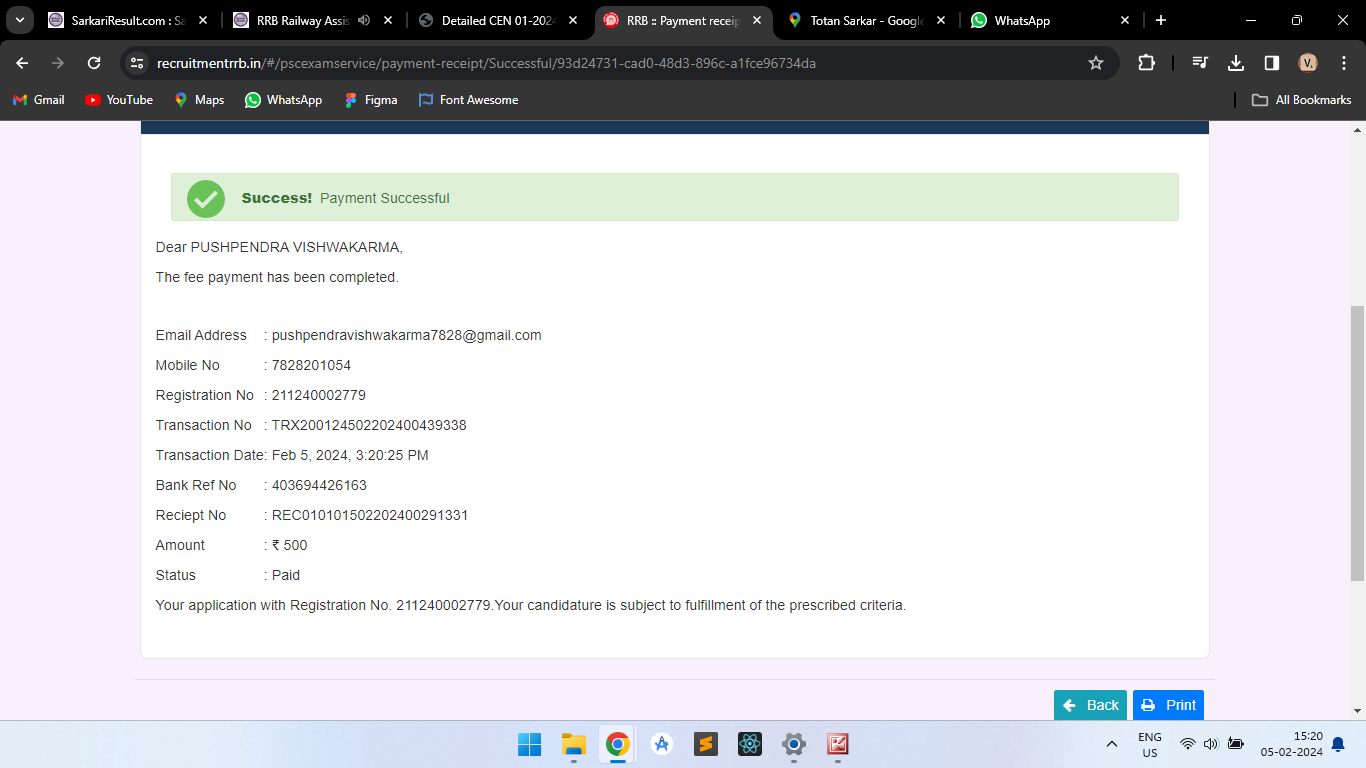 SarkariResult.com : Sa
RRB Railway Assis
Detailed CEN 01-2024
RRB :: Payment receip
Totan Sarkar - Google
WhatsApp
recruitmentrrb.in/#/pscexamservice/payment-receipt/Successful/93d24731-cad0-48d3-896c-a1fce96734da
V.
Gmail YouTube Maps WhatsApp Figma Font Awesome All Bookmarks
Success! Payment Successful
Dear PUSHPENDRA VISHWAKARMA,
The fee payment has been completed.
Email Address : pushpendravishwakarma7828@gmail.com
Mobile No : 7828201054
Registration No : 211240002779
Transaction No : TRX200124502202400439338
Transaction Date: Feb 5, 2024, 3:20:25 PM
Bank Ref No : 403694426163
Reciept No : REC010101502202400291331
Amount : ₹ 500
Status : Paid
Your application with Registration No. 211240002779.Your candidature is subject to fulfillment of the prescribed criteria.
Back Print
ENG
US
15:20
05-02-2024